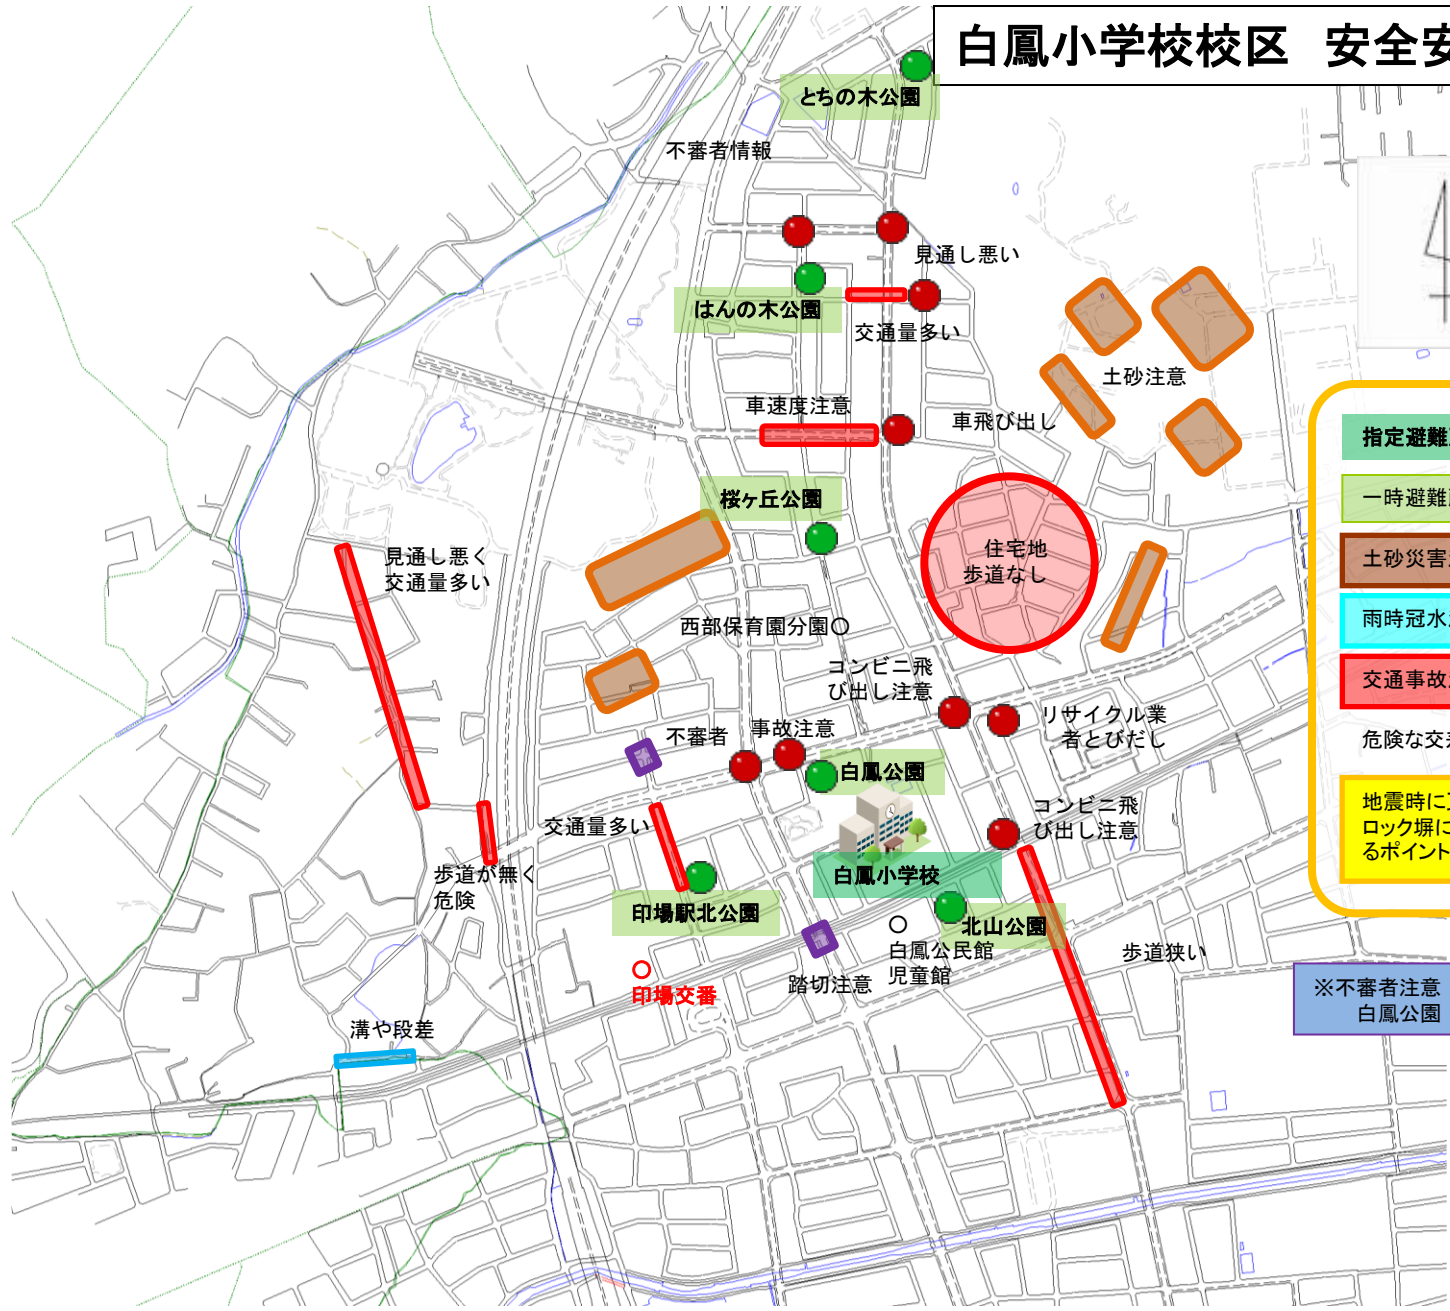 白鳳小学校校区　安全安
とちの木公園
不審者情報
見通し悪い
はんの木公園
交通量多い
土砂注意
車速度注意
車飛び出し
指定避難
桜ヶ丘公園
一時避難
見通し悪く
交通量多い
住宅地
歩道なし
土砂災害
雨時冠水
西部保育園分園○
コンビニ飛
び出し注意
交通事故
不審者
事故注意
リサイクル業
者とびだし
危険な交
白鳳公園
地震時に
ロック塀に
るポイント
交通量多い
コンビニ飛
び出し注意
歩道が無く
危険
白鳳小学校
印場駅北公園
北山公園
白鳳公民館
児童館
歩道狭い
踏切注意
印場交番
※不審者注意
白鳳公園
溝や段差